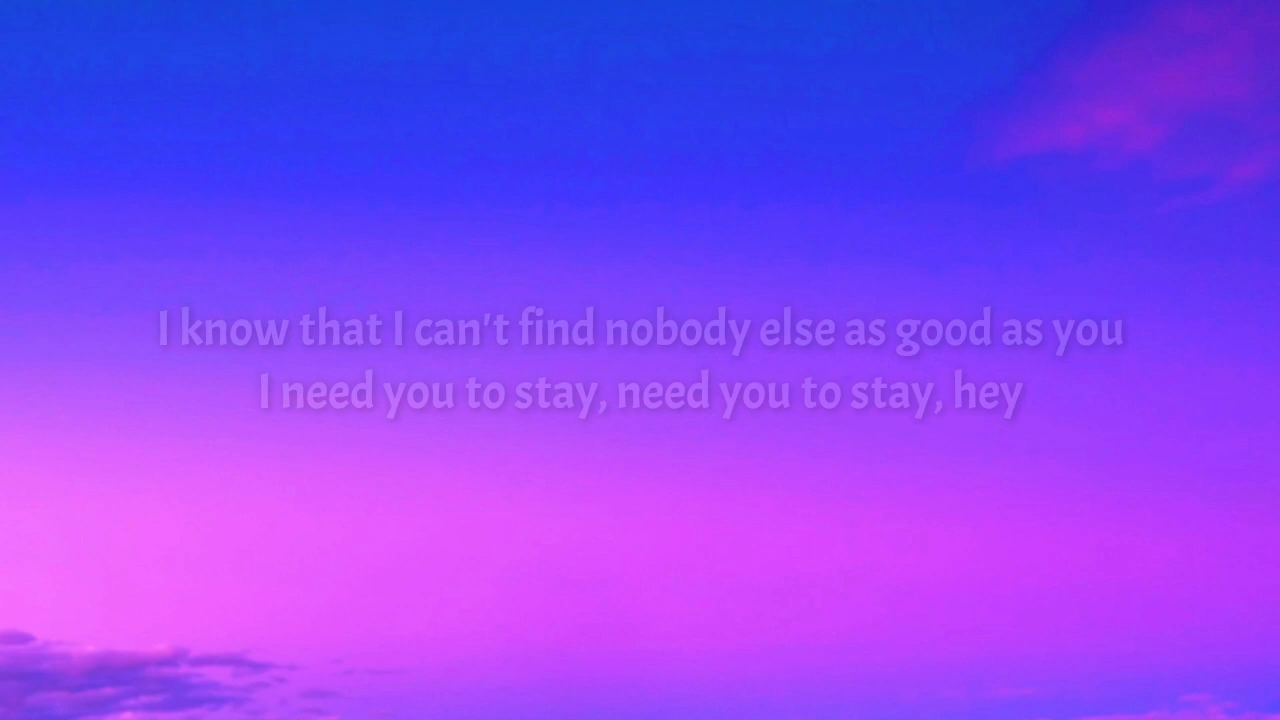 I know that I can't find nobody else as good as you
I need you to stay, need you to stay, hey